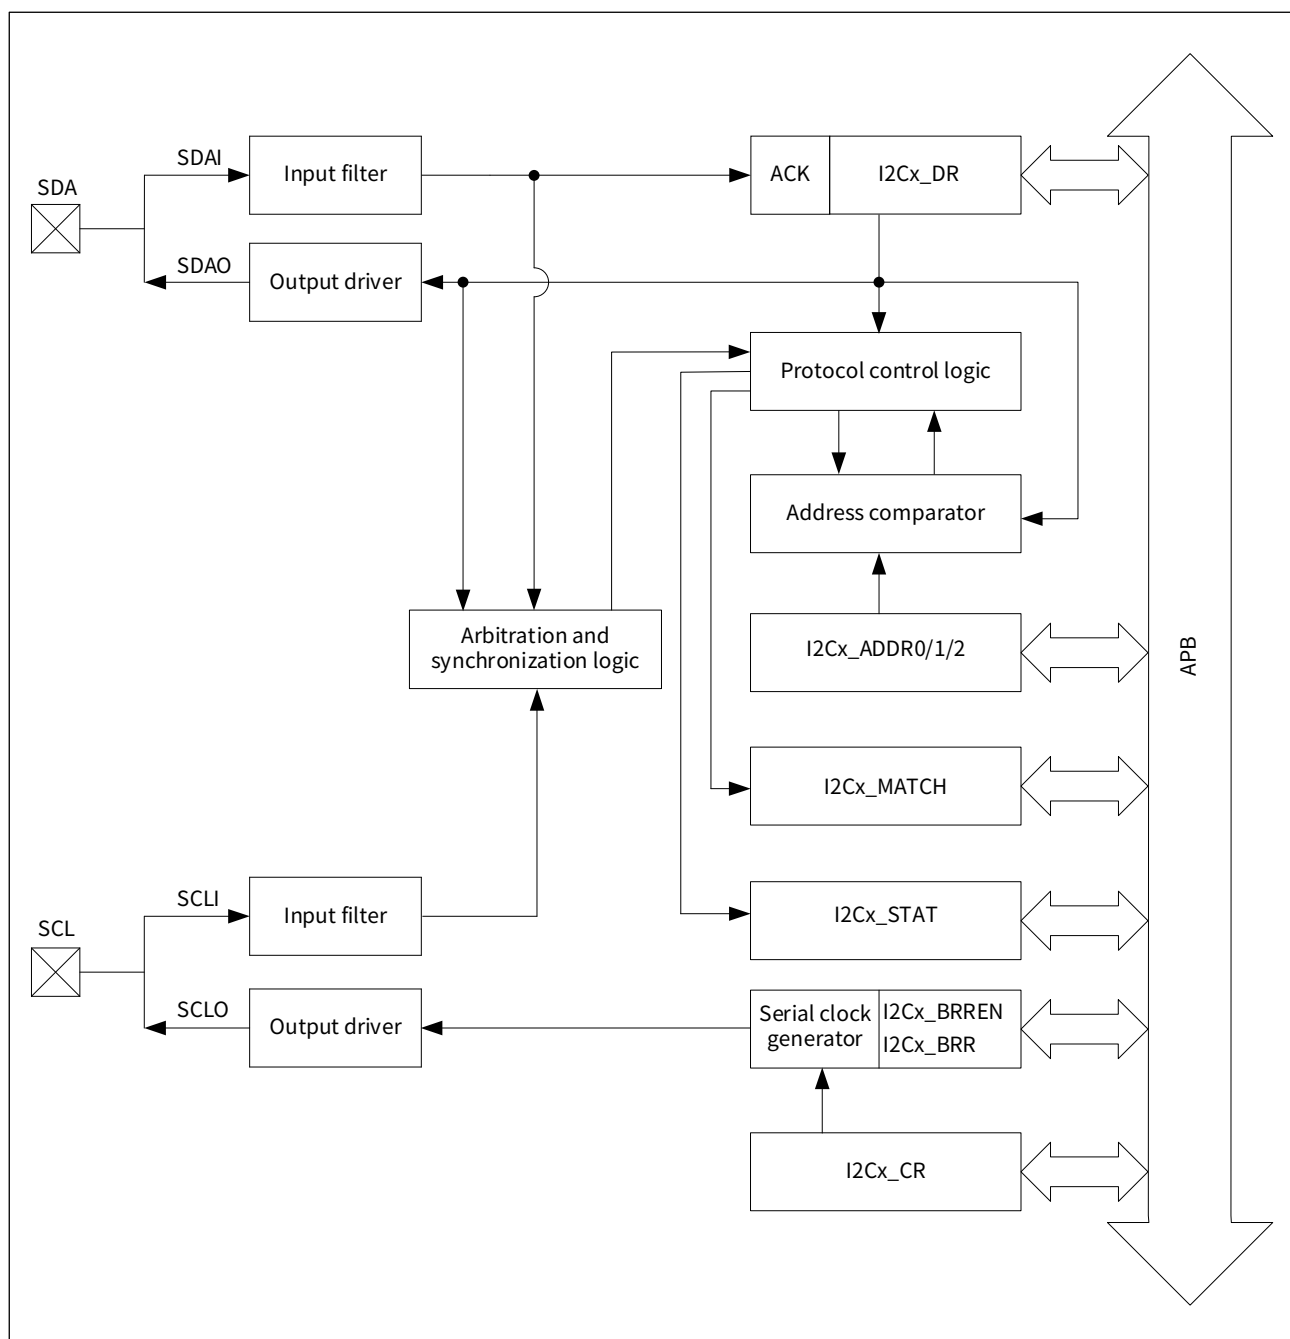 SDAI
Input filter
ACK
I2Cx_DR
SDA
SDAO
Output driver
Protocol control logic
Address comparator
Arbitration and
synchronization logic
I2Cx_ADDR0/1/2
APB
I2Cx_MATCH
SCLI
Input filter
I2Cx_STAT
SCL
SCLO
Output driver
Serial clock
generator
I2Cx_BRREN
I2Cx_BRR
I2Cx_CR